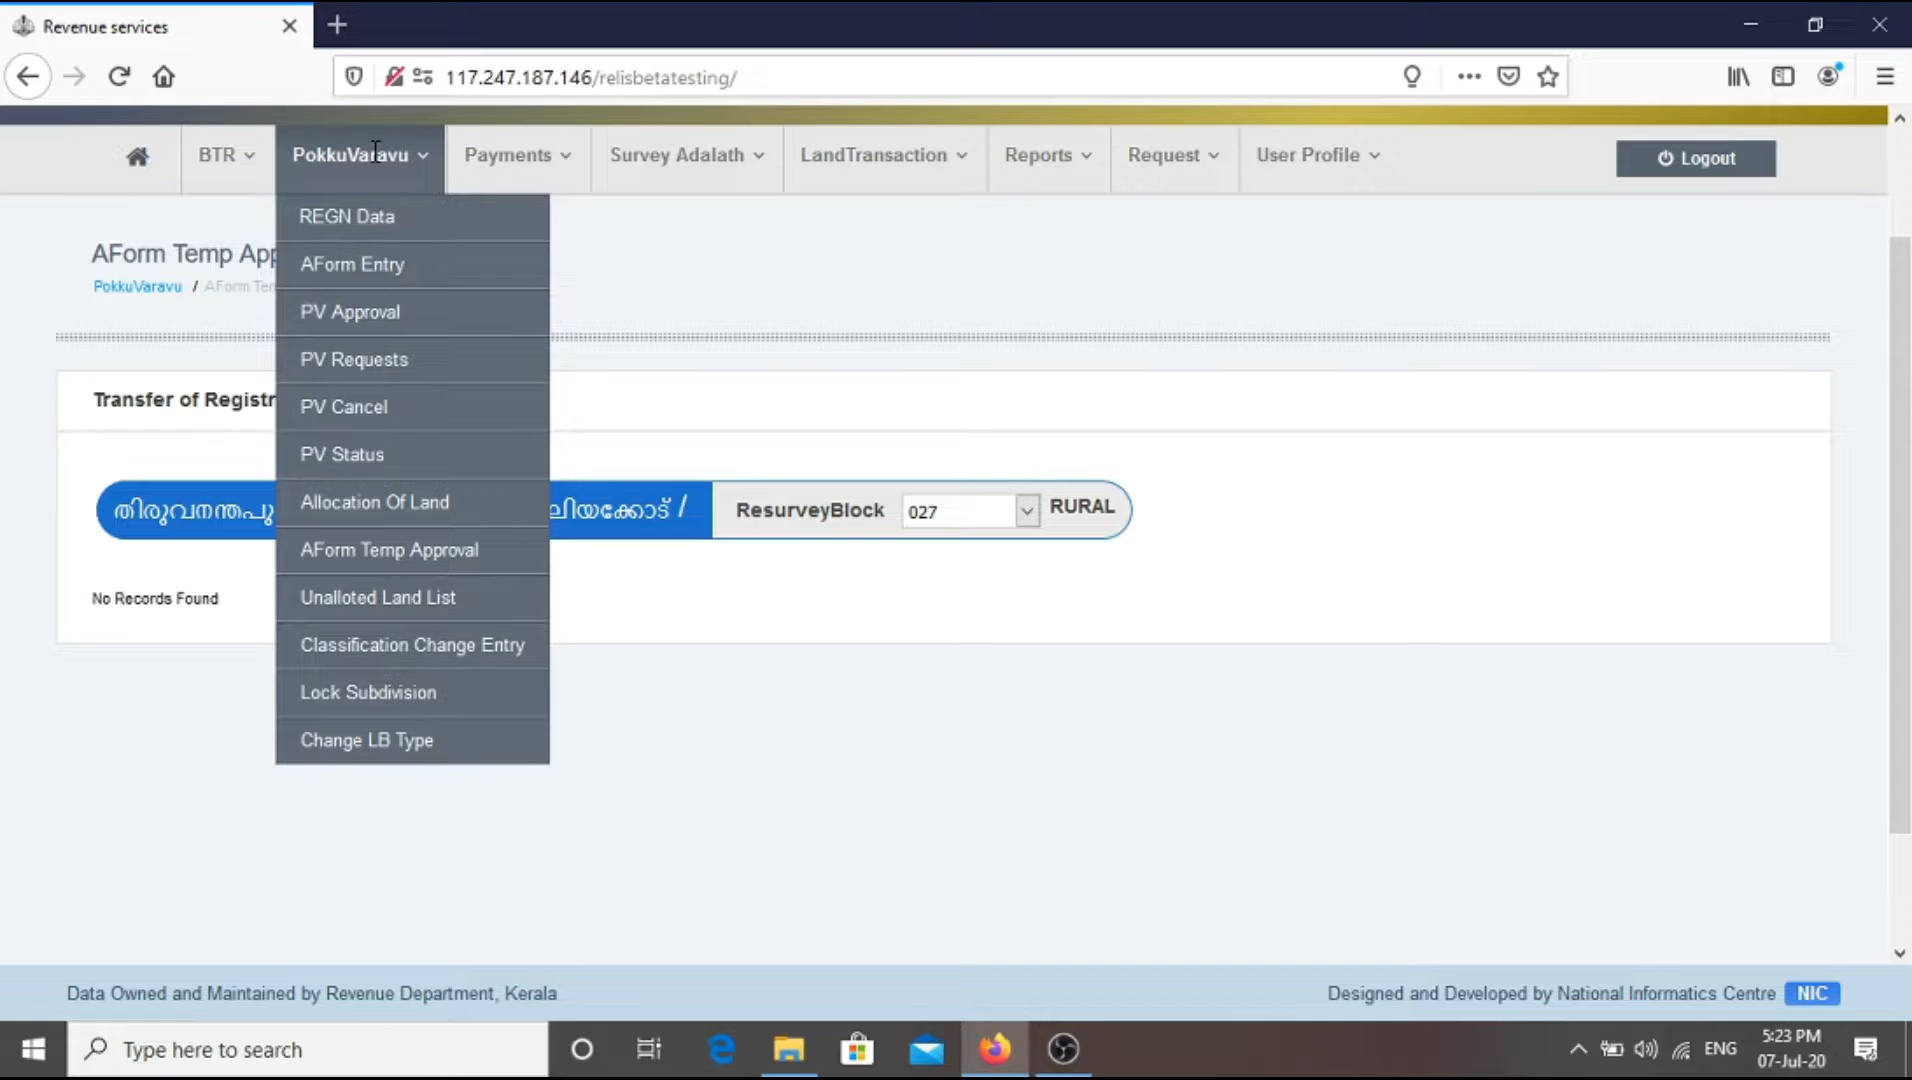 Revenue services
117.247.187.146/relisbetatesting/
BTR
PokkuVaravu
Payments
Survey Adalath
LandTransaction
Reports
Request
User Profile
Logout
REGN Data
AForm Entry
PV Approval
PV Requests
PV Cancel
PV Status
Allocation Of Land
AForm Temp Approval
Unalloted Land List
Classification Change Entry
Lock Subdivision
Change LB Type
AForm Temp App
PokkuVaravu / AForm Tem
Transfer of Registr
തിരുവനന്തപു ലിയക്കോട് / ResurveyBlock 027 RURAL
No Records Found
Data Owned and Maintained by Revenue Department, Kerala
Designed and Developed by National Informatics Centre NIC
Type here to search
ENG
5:23 PM
07-Jul-20